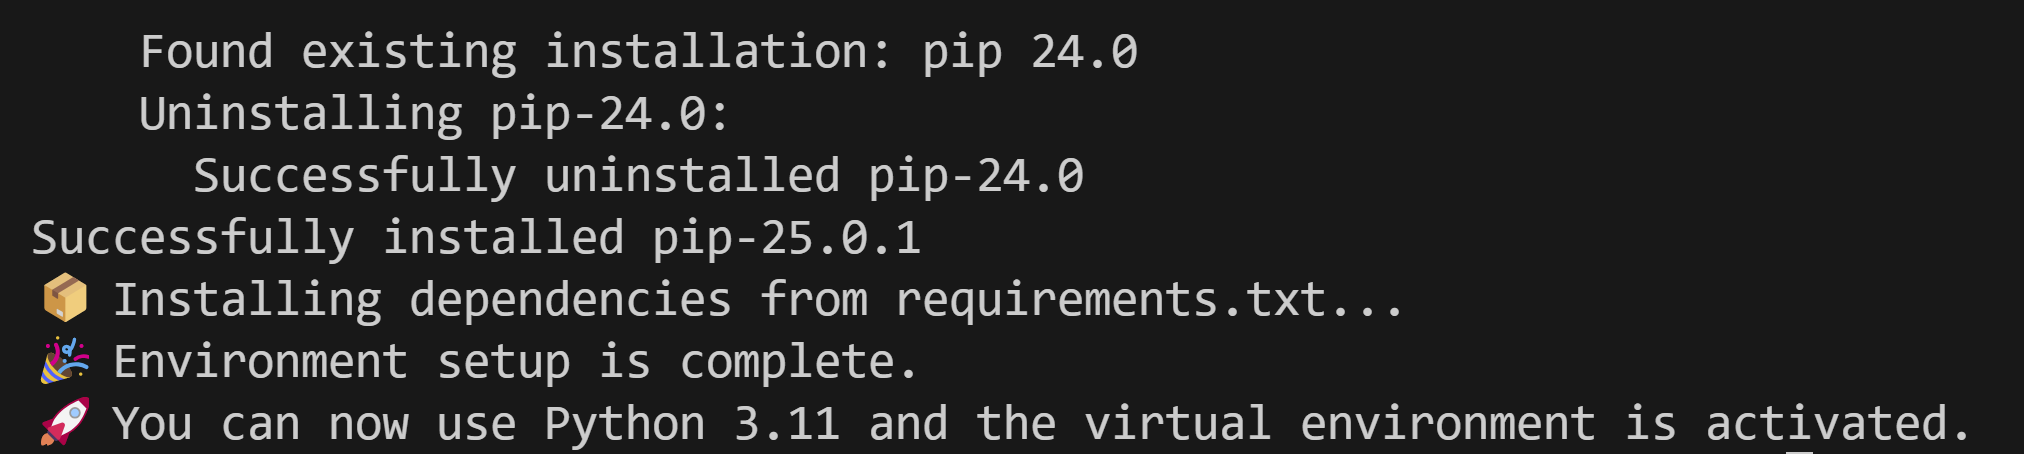 Found existing installation: pip 24.0
Uninstalling pip-24.0:
Successfully uninstalled pip-24.0
Successfully installed pip-25.0.1
📦 Installing dependencies from requirements.txt...
🎉 Environment setup is complete.
🚀 You can now use Python 3.11 and the virtual environment is activated.